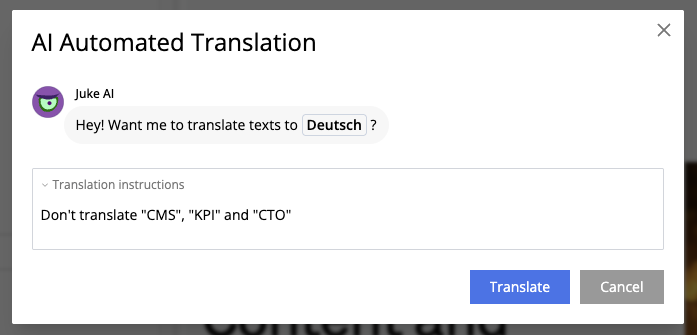 AI Automated Translation
Juke AI
Hey! Want me to translate texts to Deutsch ?
Translation instructions
Don't translate "CMS", "KPI" and "CTO"
Translate
Cancel
Content and